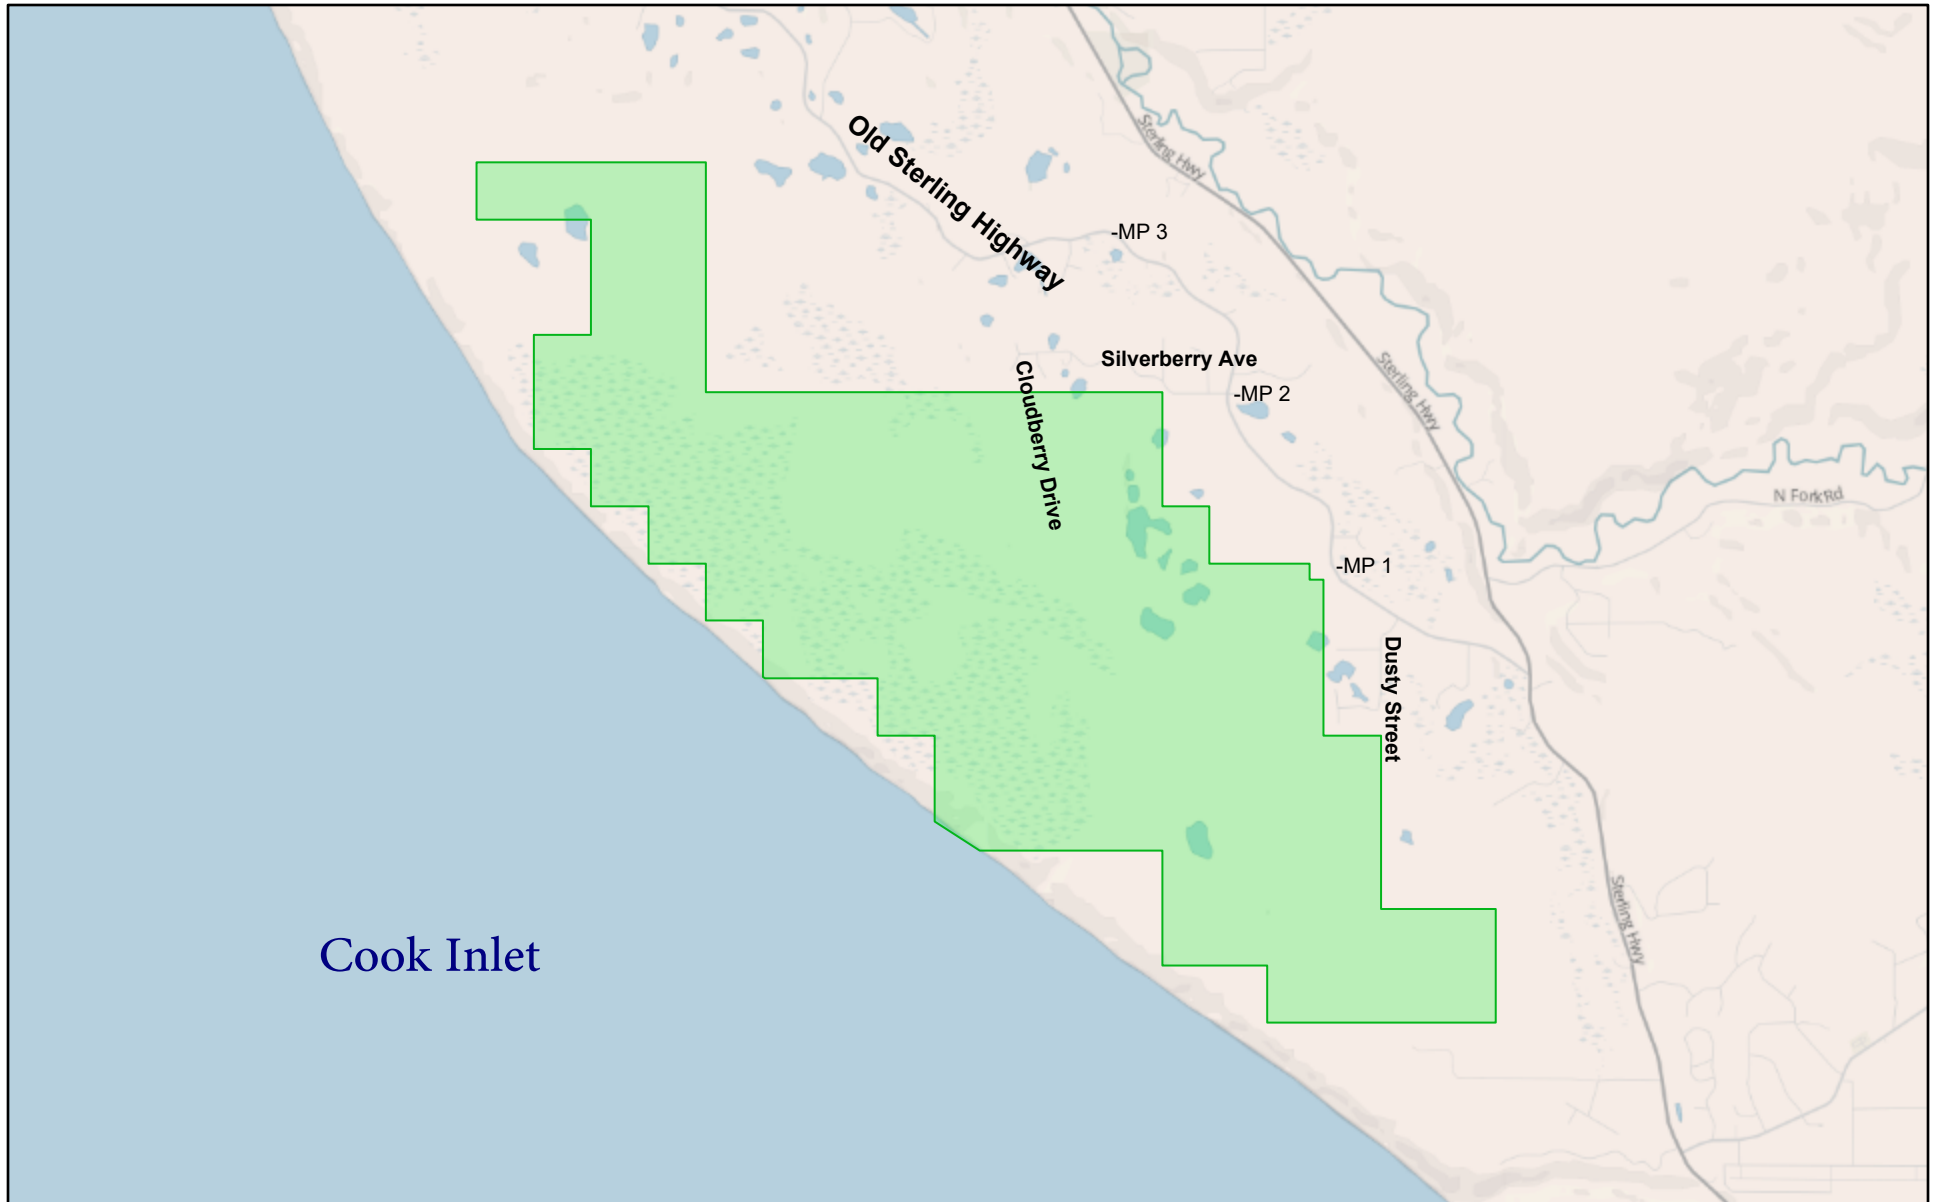 Sterling Hwy
Old Sterling Highway
-MP 3
Silverberry Ave
Cloudberry Drive
-MP 2
Sterling Hwy
N Fork Rd
-MP 1
Dusty Street
Sterling Hwy
Cook Inlet